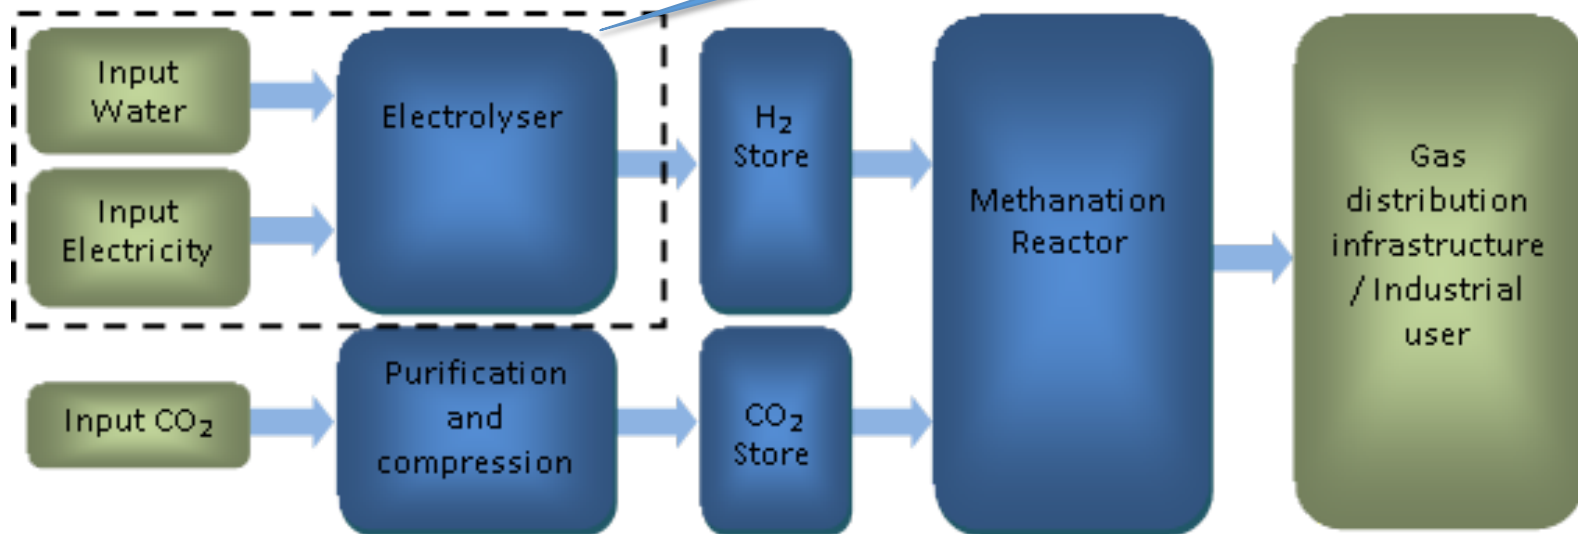 Input
Water
Electrolyser
H₂
Store
Input
Electricity
Methanation
Reactor
Gas
distribution
infrastructure
/ Industrial
user
Input CO₂
Purification
and
compression
CO₂
Store